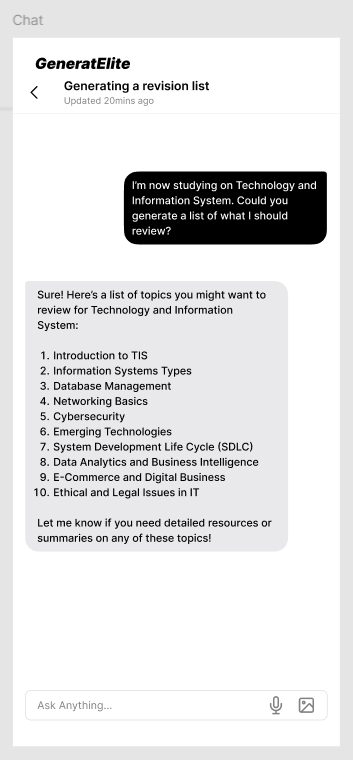 Chat
GeneratElite
Generating a revision list
Updated 20mins ago
I'm now studying on Technology and
Information System. Could you
generate a list of what I should
review?
Sure! Here's a list of topics you might want to
review for Technology and Information
System:
1. Introduction to TIS
2. Information Systems Types
3. Database Management
4. Networking Basics
5. Cybersecurity
6. Emerging Technologies
7. System Development Life Cycle (SDLC)
8. Data Analytics and Business Intelligence
9. E-Commerce and Digital Business
10. Ethical and Legal Issues in IT
Let me know if you need detailed resources or
summaries on any of these topics!
Ask Anything...